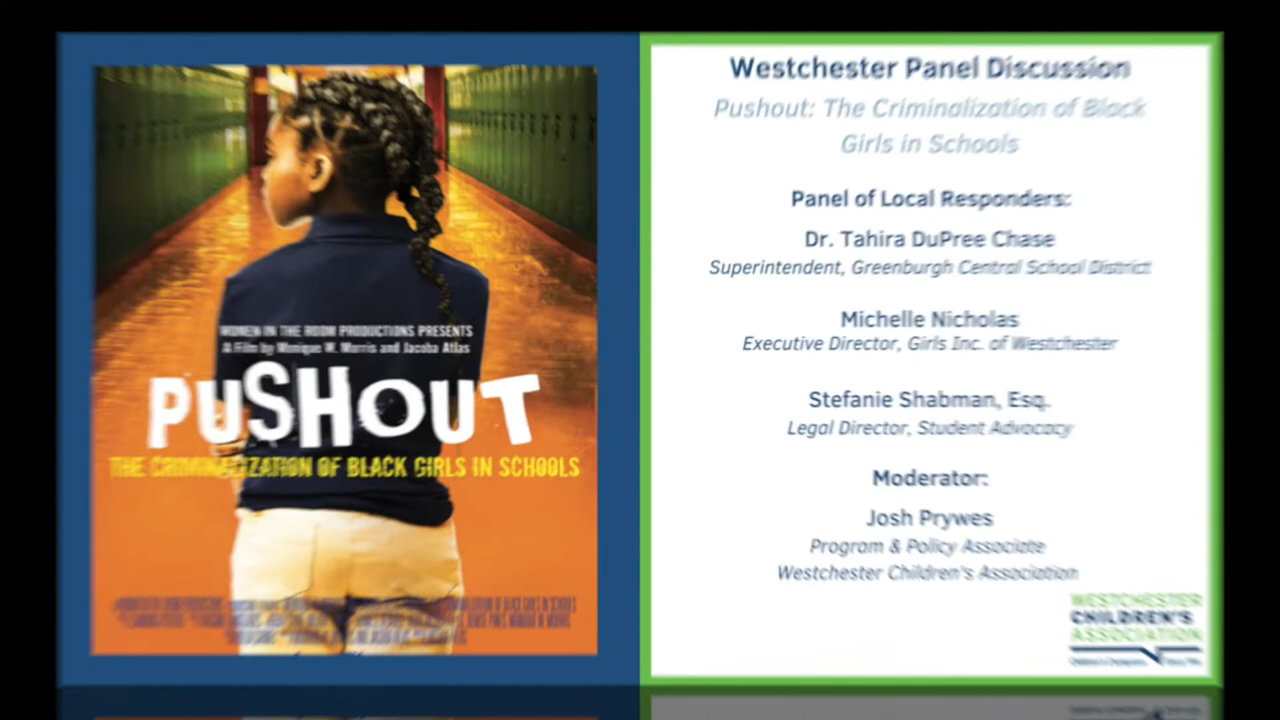 WOMEN IN THE ROOM PRODUCTIONS PRESENTS
A Film by Monique W. Morris and Jacoba Atlas
PUSHOUT
THE CRIMINALIZATION OF BLACK GIRLS IN SCHOOLS
Westchester Panel Discussion
Pushout: The Criminalization of Black
Girls in Schools
Panel of Local Responders:
Dr. Tahira DuPree Chase
Superintendent, Greenburgh Central School District
Michelle Nicholas
Executive Director, Girls Inc. of Westchester
Stefanie Shabman, Esq.
Legal Director, Student Advocacy
Moderator:
Josh Prywes
Program & Policy Associate
Westchester Children's Association
WESTCHESTER
CHILDREN'S
ASSOCIATION